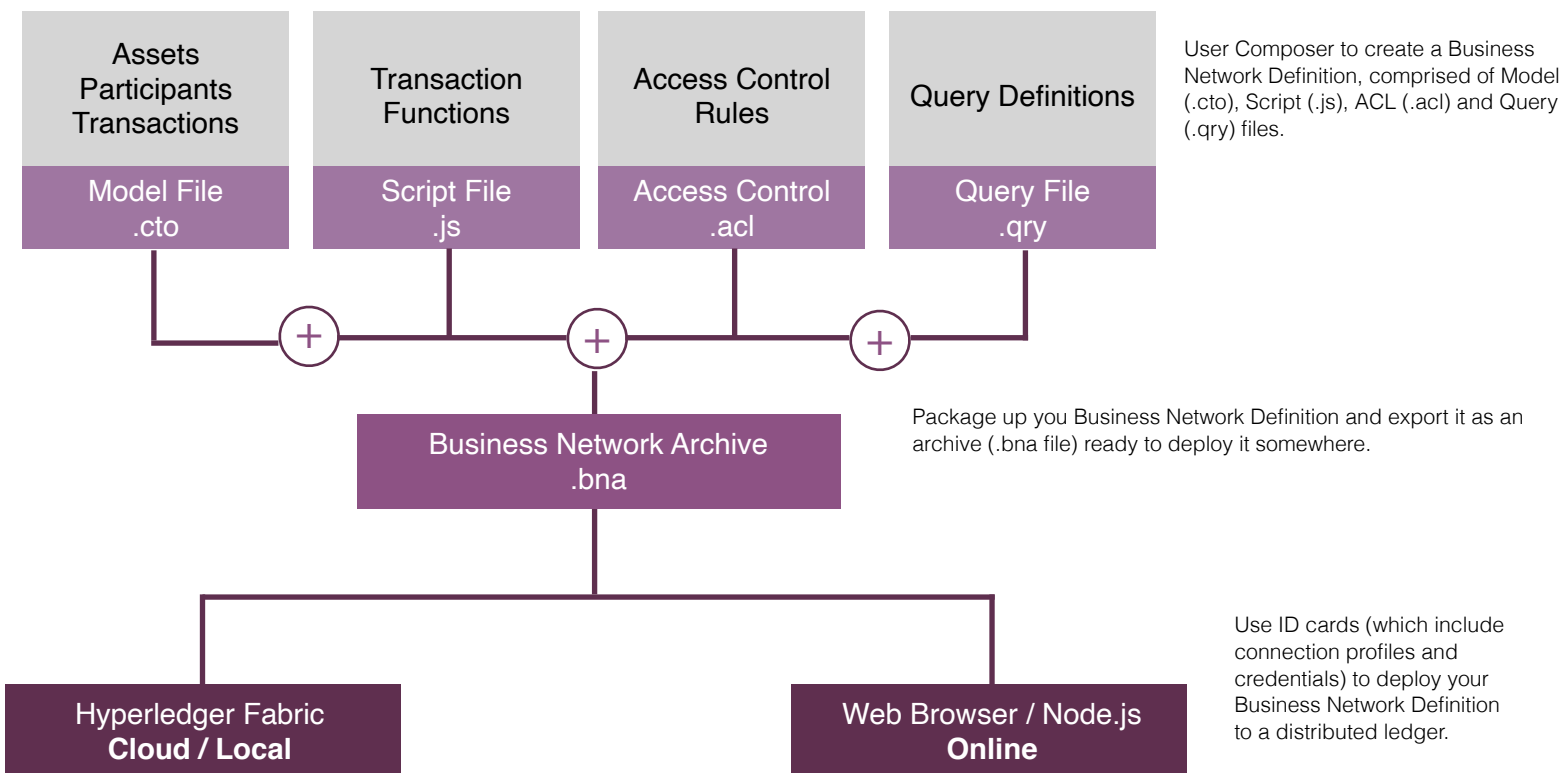 Assets
Participants
Transactions
Model File
.cto
Transaction
Functions
Script File
.js
Access Control
Rules
Access Control
.acl
Query Definitions
Query File
.qry
User Composer to create a Business
Network Definition, comprised of Model
(.cto), Script (.js), ACL (.acl) and Query
(.qry) files.
+
+
+
Business Network Archive
.bna
Package up you Business Network Definition and export it as an
archive (.bna file) ready to deploy it somewhere.
Hyperledger Fabric
Cloud / Local
Web Browser / Node.js
Online
Use ID cards (which include
connection profiles and
credentials) to deploy your
Business Network Definition
to a distributed ledger.